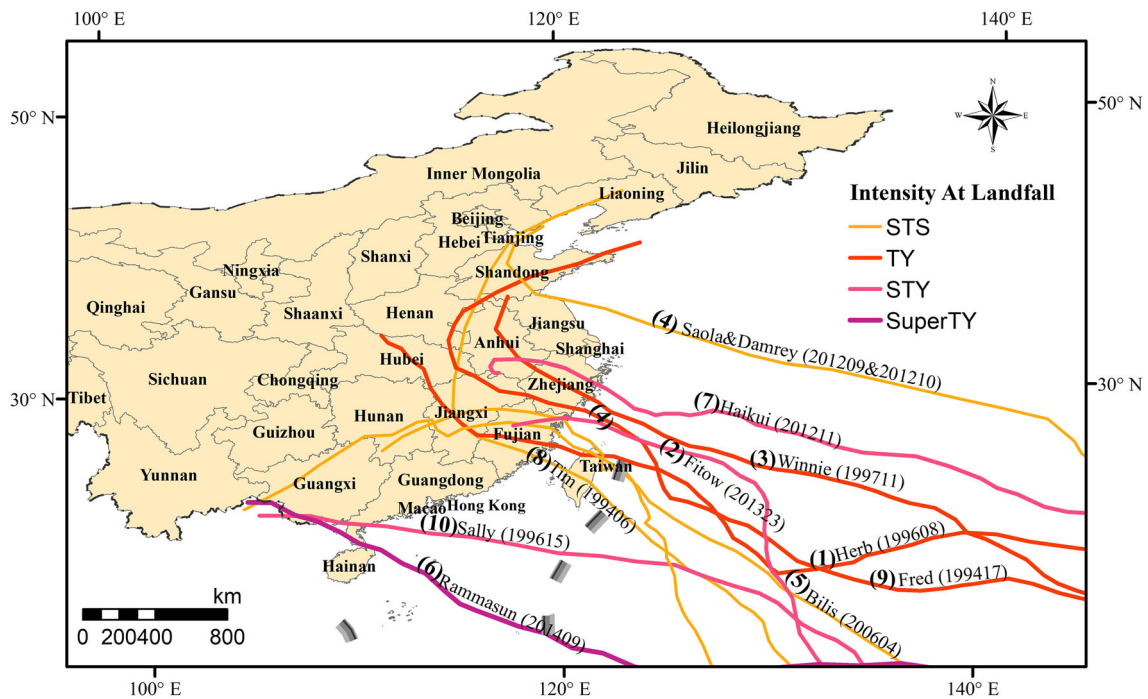 100° E 120° E 140° E
N
W E
S
50° N 50° N
Heilongjiang
Jilin
Inner Mongolia
Liaoning
Intensity At Landfall
STS
TY
STY
SuperTY
Beijing
Tianjing
Hebei
Shanxi
Shandong
Ningxia
Gansu
Qinghai
Shaanxi
Henan
Jiangsu
Anhui
Shanghai
(4) Saola&Damrey (201209&201210)
Hubei
Zhejiang
Sichuan
Chongqing
Tibet
30° N 30° N
Hunan
Jiangxi
(4)
(7) Haikui (201211)
Guizhou
Fujian
(2) Fitow (201323)
(3) Winnie (199711)
Yunnan
Guangxi
Guangdong
(8) Tim (199406)
Taiwan
Macao
Hong Kong
(10) Sally (199615)
(1) Herb (199608)
Hainan
(6) Rammasun (201409)
(5) Bilis (200604)
(9) Fred (199417)
km
0 200400 800
100° E 120° E 140° E